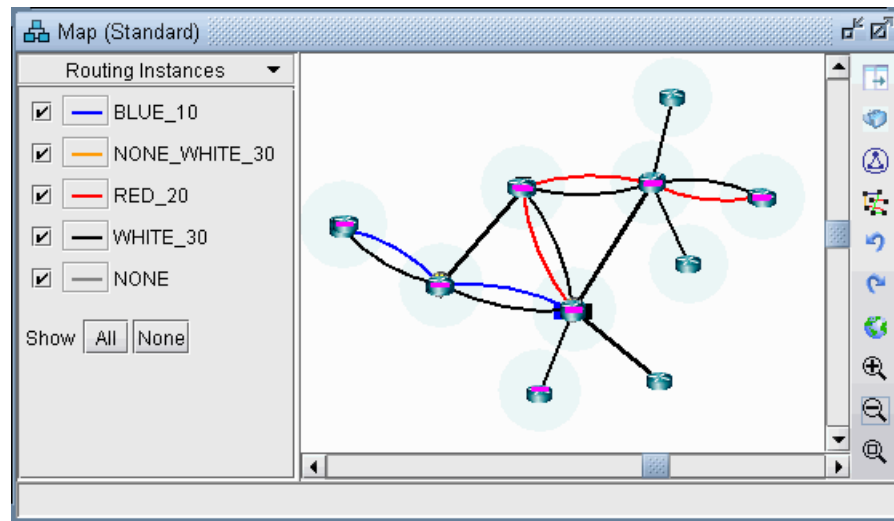 Map (Standard)
Routing Instances
BLUE_10
NONE_WHITE_30
RED_20
WHITE_30
NONE
Show All None